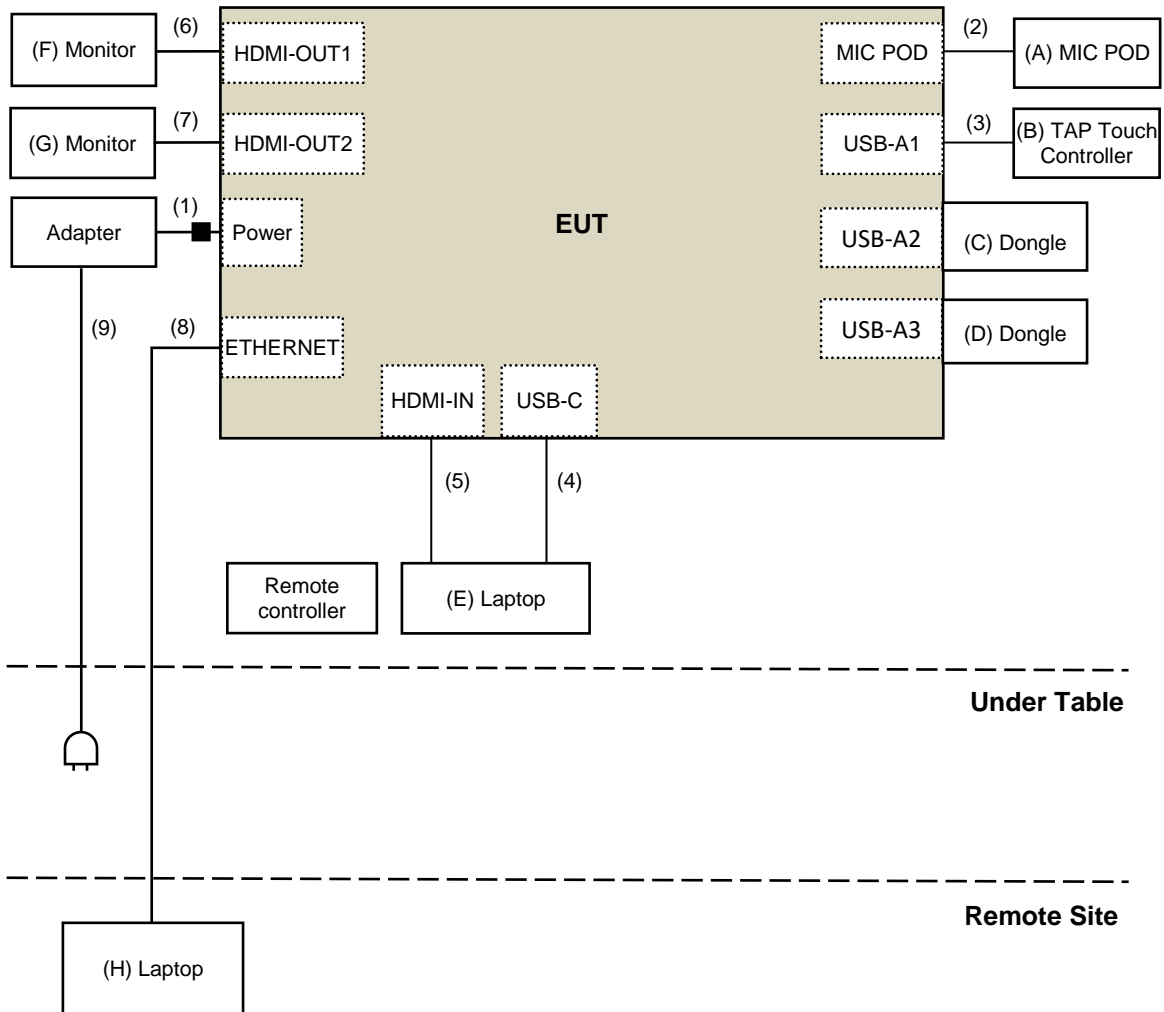 (F) Monitor
(6)
HDMI-OUT1
MIC POD
(2)
(A) MIC POD
(G) Monitor
(7)
HDMI-OUT2
USB-A1
(3)
(B) TAP Touch
Controller
Adapter
(1)
Power
EUT
USB-A2
(C) Dongle
(9)
(8)
ETHERNET
USB-A3
(D) Dongle
HDMI-IN
USB-C
(5)
(4)
Remote
controller
(E) Laptop
Under Table
Remote Site
(H) Laptop